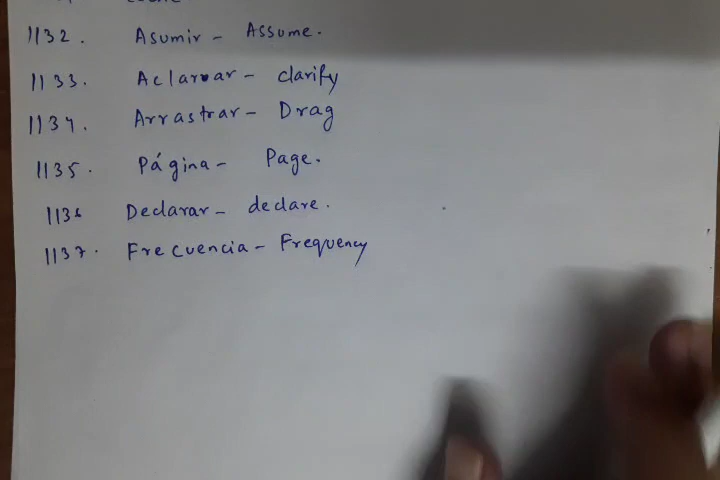 1132. Asumir - Assume.
1133. Aclarar - clarify
1134. Arrastrar - Drag
1135. Página - Page.
1136 Declarar - declare.
1137. Frecuencia - Frequency